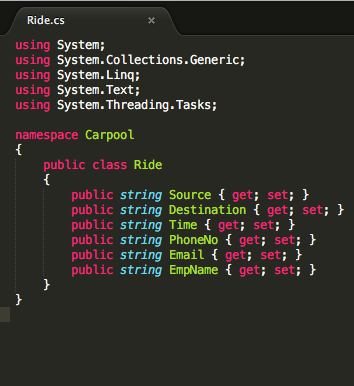 Ride.cs ×
using System;
using System.Collections.Generic;
using System.Linq;
using System.Text;
using System.Threading.Tasks;

namespace Carpool
{
    public class Ride
    {
        public string Source { get; set; }
        public string Destination { get; set; }
        public string Time { get; set; }
        public string PhoneNo { get; set; }
        public string Email { get; set; }
        public string EmpName { get; set; }
    }
}